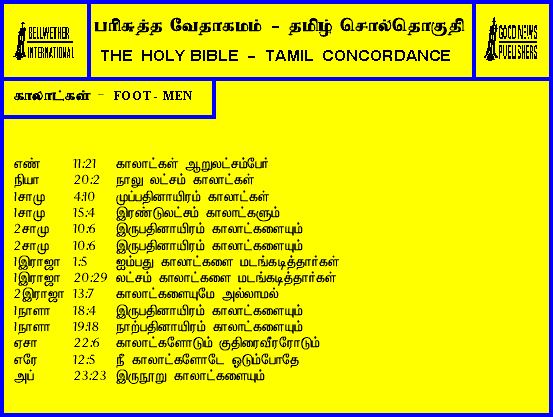 BELLWETHER
INTERNATIONAL
பரிசுத்த வேதாகமம் - தமிழ் சொல்தொகுதி
THE HOLY BIBLE - TAMIL CONCORDANCE
GOOD NEWS
PUBLISHERS
காலாட்கள் - FOOT - MEN
எண் 11:21 காலாட்கள் ஆறுலட்சம்பேர்
நியா 20:2 நாலு லட்சம் காலாட்கள்
1சாமு 4:10 முப்பதினாயிரம் காலாட்கள்
1சாமு 15:4 இரண்டுலட்சம் காலாட்களும்
2சாமு 10:6 இருபதினாயிரம் காலாட்களையும்
2சாமு 10:6 இருபதினாயிரம் காலாட்களையும்
1இராஜா 1:5 ஐம்பது காலாட்களை மடங்கடித்தார்கள்
1இராஜா 20:29 லட்சம் காலாட்களை மடங்கடித்தார்கள்
2இராஜா 13:7 காலாட்களையுமே அல்லாமல்
1நாளா 18:4 இருபதினாயிரம் காலாட்களையும்
1நாளா 19:18 நாற்பதினாயிரம் காலாட்களையும்
ஏசா 22:6 காலாட்களோடும் குதிரைவீரரோடும்
எரே 12:5 நீ காலாட்களோடே ஓடும்போதே
அப் 23:23 இருநூறு காலாட்களையும்